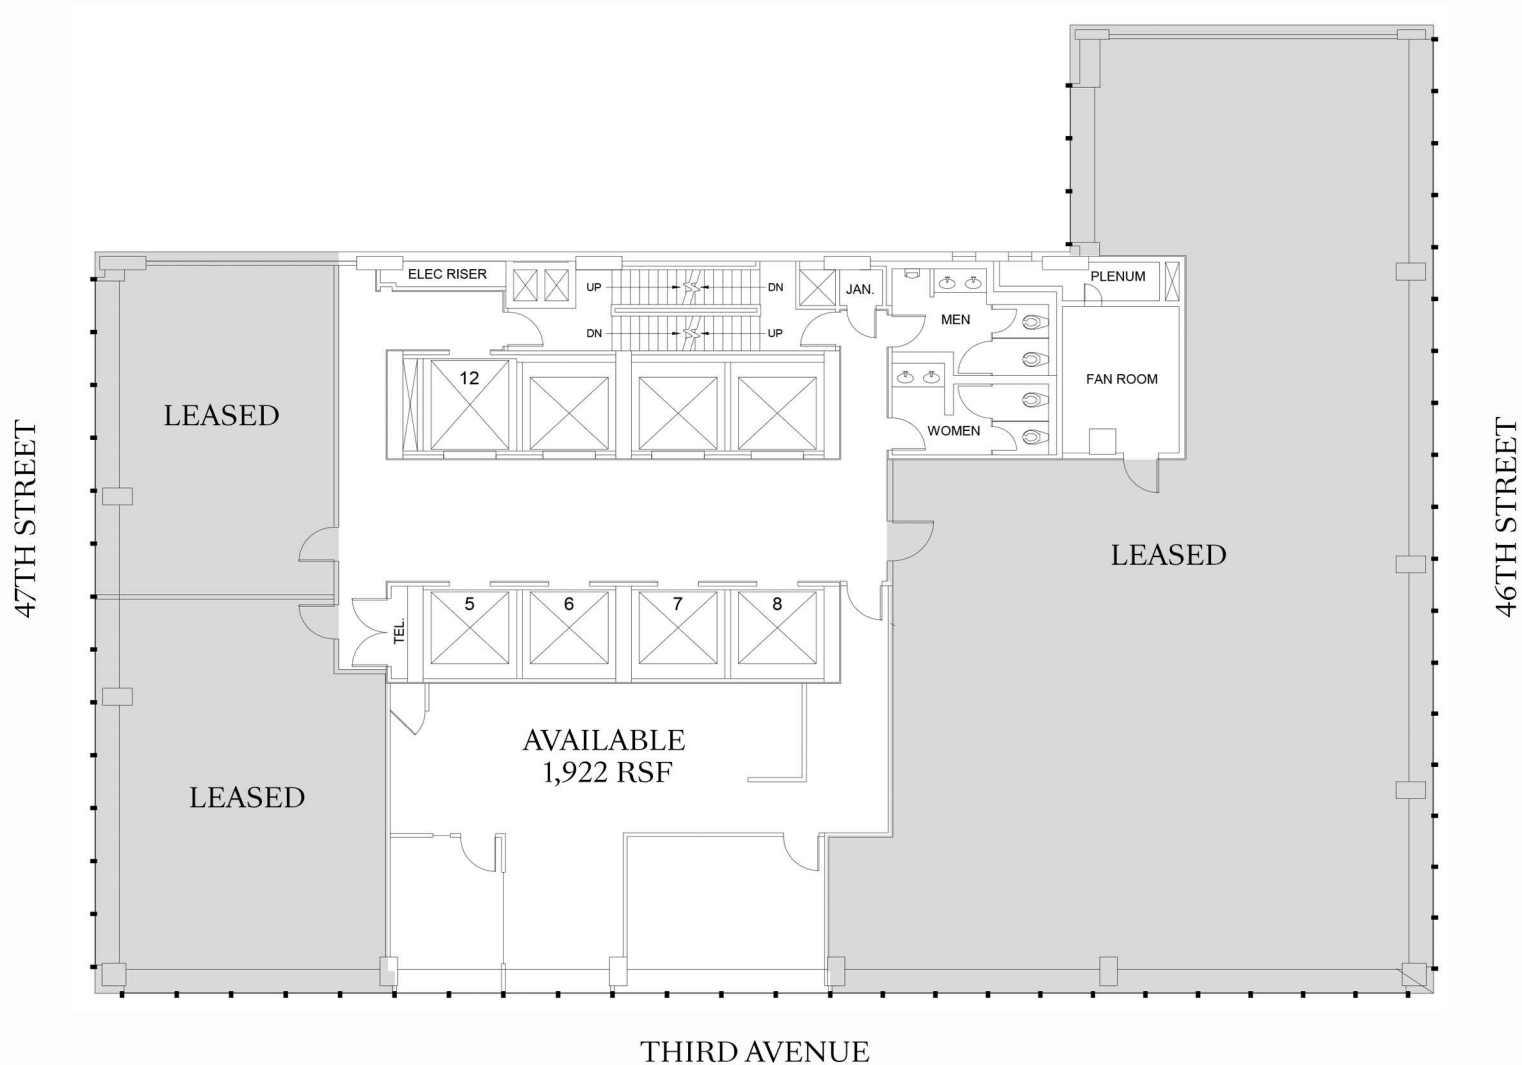 PLENUM
ELEC RISER
UP
DN
JAN.
MEN
DN
UP
12
FAN ROOM
LEASED
WOMEN
47TH STREET
46TH STREET
LEASED
5
6
7
8
TEL.
AVAILABLE
1,922 RSF
LEASED
THIRD AVENUE